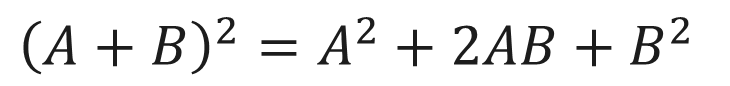 (A + B)² = A² + 2AB + B²